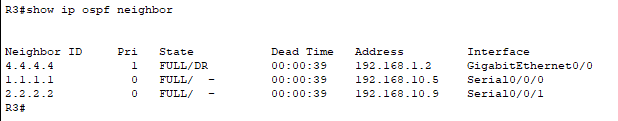 R3#show ip ospf neighbor
Neighbor ID     Pri   State           Dead Time   Address         Interface
4.4.4.4           1   FULL/DR         00:00:39    192.168.1.2     GigabitEthernet0/0
1.1.1.1           0   FULL/  -        00:00:39    192.168.10.5    Serial0/0/0
2.2.2.2           0   FULL/  -        00:00:39    192.168.10.9    Serial0/0/1
R3#